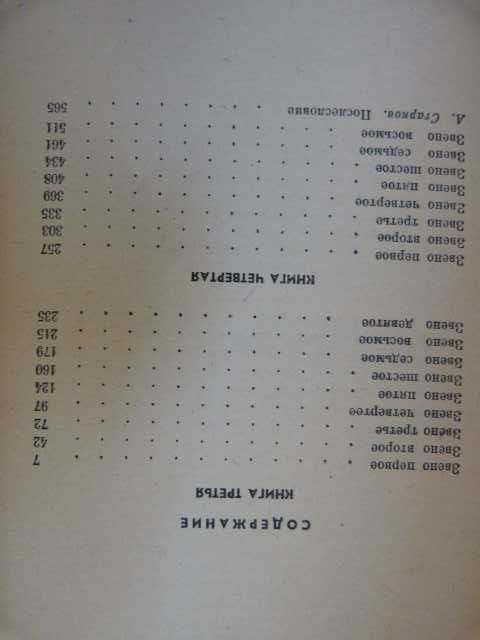 СОДЕРЖАНИЕ
КНИГА ТРЕТЬЯ
Звено первое . . . . . . . . . . . 7
Звено второе . . . . . . . . . . . 42
Звено третье . . . . . . . . . . . 72
Звено четвертое . . . . . . . . . . 97
Звено пятое . . . . . . . . . . . 124
Звено шестое . . . . . . . . . . . 160
Звено седьмое . . . . . . . . . . . 179
Звено восьмое . . . . . . . . . . . 215
Звено девятое . . . . . . . . . . . 235
КНИГА ЧЕТВЕРТАЯ
Звено первое . . . . . . . . . . . 257
Звено второе . . . . . . . . . . . 303
Звено третье . . . . . . . . . . . 335
Звено четвертое . . . . . . . . . . 369
Звено пятое . . . . . . . . . . . 408
Звено шестое . . . . . . . . . . . 434
Звено седьмое . . . . . . . . . . . 461
Звено восьмое . . . . . . . . . . . 511
А. Старков. Послесловие . . . . . . . . 565